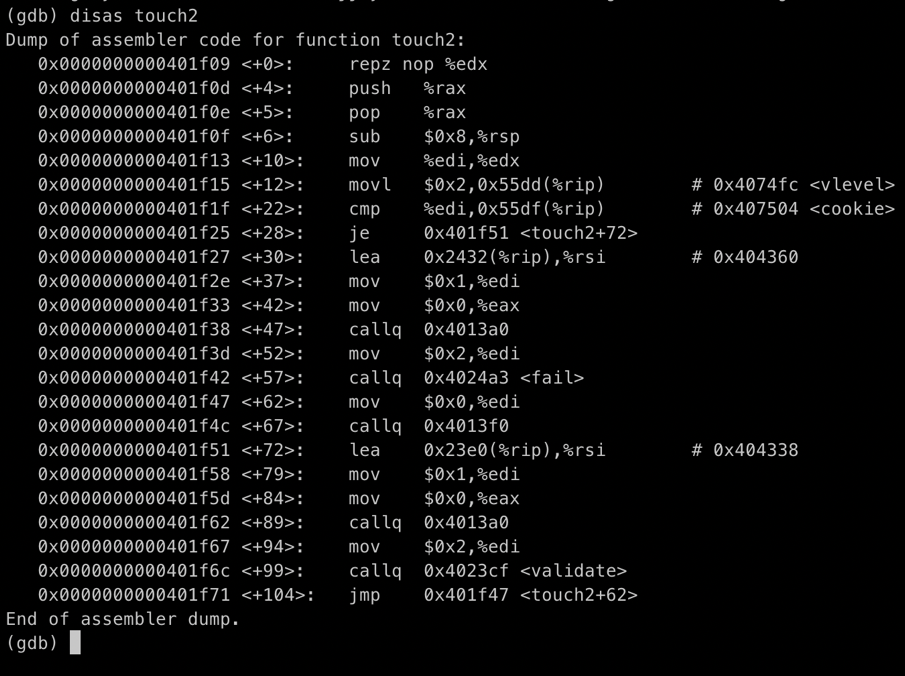 (gdb) disas touch2
Dump of assembler code for function touch2:
   0x0000000000401f09 <+0>:     repz nop %edx
   0x0000000000401f0d <+4>:     push   %rax
   0x0000000000401f0e <+5>:     pop    %rax
   0x0000000000401f0f <+6>:     sub    $0x8,%rsp
   0x0000000000401f13 <+10>:    mov    %edi,%edx
   0x0000000000401f15 <+12>:    movl   $0x2,0x55dd(%rip)        # 0x4074fc <vlevel>
   0x0000000000401f1f <+22>:    cmp    %edi,0x55df(%rip)        # 0x407504 <cookie>
   0x0000000000401f25 <+28>:    je     0x401f51 <touch2+72>
   0x0000000000401f27 <+30>:    lea    0x2432(%rip),%rsi        # 0x404360
   0x0000000000401f2e <+37>:    mov    $0x1,%edi
   0x0000000000401f33 <+42>:    mov    $0x0,%eax
   0x0000000000401f38 <+47>:    callq  0x4013a0
   0x0000000000401f3d <+52>:    mov    $0x2,%edi
   0x0000000000401f42 <+57>:    callq  0x4024a3 <fail>
   0x0000000000401f47 <+62>:    mov    $0x0,%edi
   0x0000000000401f4c <+67>:    callq  0x4013f0
   0x0000000000401f51 <+72>:    lea    0x23e0(%rip),%rsi        # 0x404338
   0x0000000000401f58 <+79>:    mov    $0x1,%edi
   0x0000000000401f5d <+84>:    mov    $0x0,%eax
   0x0000000000401f62 <+89>:    callq  0x4013a0
   0x0000000000401f67 <+94>:    mov    $0x2,%edi
   0x0000000000401f6c <+99>:    callq  0x4023cf <validate>
   0x0000000000401f71 <+104>:   jmp    0x401f47 <touch2+62>
End of assembler dump.
(gdb)